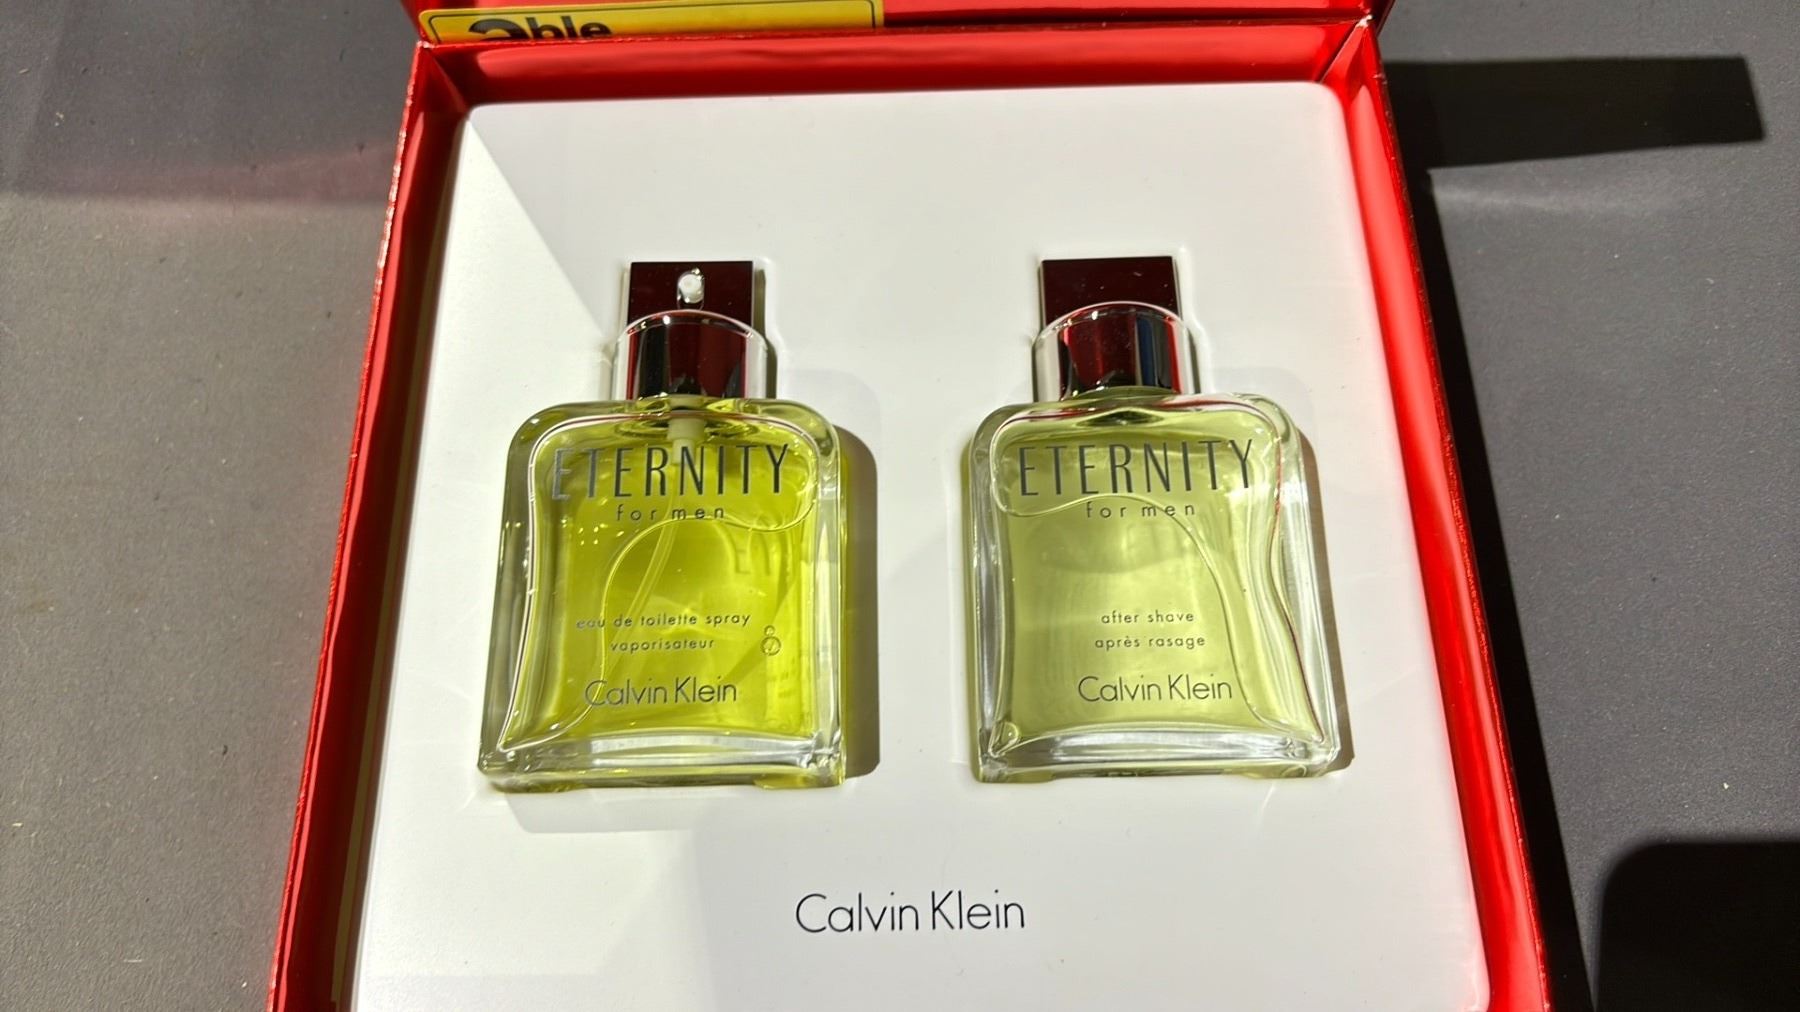 ETERNITY
for men
eau de toilette spray
vaporisateur
Calvin Klein
ETERNITY
for men
after shave
après rasage
Calvin Klein
Calvin Klein